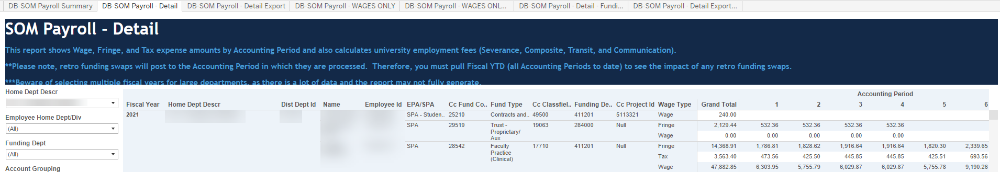 DB-SOM Payroll Summary DB-SOM Payroll - Detail DB-SOM Payroll - Detail Export DB-SOM Payroll - WAGES ONLY DB-SOM Payroll - WAGES ONL... DB-SOM Payroll - Detail - Fundi... DB-SOM Payroll - Detail Export...
SOM Payroll - Detail
This report shows Wage, Fringe, and Tax expense amounts by Accounting Period and also calculates university employment fees (Severance, Composite, Transit, and Communication).
**Please note, retro funding swaps will post to the Accounting Period in which they are processed.  Therefore, you must pull Fiscal YTD (all Accounting Periods to date) to see the impact of any retro funding swaps.
***Beware of selecting multiple fiscal years for large departments, as there is a lot of data and the report may not fully generate.
Home Dept Descr
Employee Home Dept/Div
(All)
Funding Dept
(All)
Account Grouping
Accounting Period
Fiscal Year Home Dept Descr Dist Dept Id Name Employee Id EPA/SPA Cc Fund Co.. Fund Type Cc Classfiel.. Funding De.. Cc Project Id Wage Type Grand Total 1 2 3 4 5 6
2021 SPA - Studen.. 25210 Contracts and.. 49500 411201 5113321 Wage 240.00
SPA 29519 Trust - 19063 284000 Null Fringe 2,129.44 532.36 532.36 532.36 532.36
Proprietary/
Aux Wage 0.00 0.00 0.00 0.00 0.00
SPA 28542 Faculty 17710 411201 Null Fringe 14,368.91 1,786.81 1,828.62 1,916.64 1,916.64 1,820.30 2,339.65
Practice
(Clinical) Tax 3,563.40 473.56 425.50 445.85 445.85 425.51 693.56
Wage 47,882.85 6,303.95 5,755.79 6,029.87 6,029.87 5,755.78 9,190.26